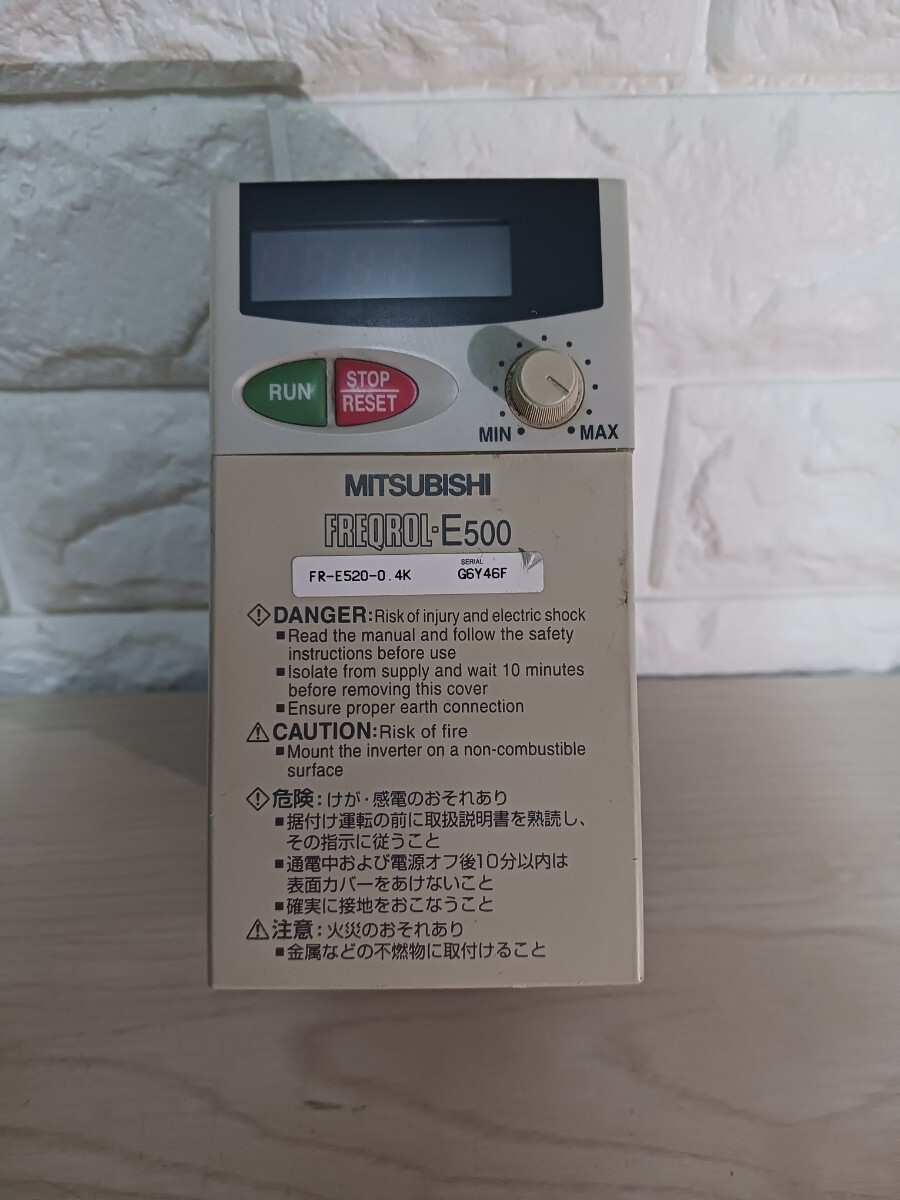 RUN
STOP
RESET
MIN
MAX
MITSUBISHI
FREQROL-E500
SERIAL
FR-E520-0.4K G6Y46F
DANGER:Risk of injury and electric shock
■Read the manual and follow the safety
instructions before use
■Isolate from supply and wait 10 minutes
before removing this cover
■Ensure proper earth connection
CAUTION:Risk of fire
■Mount the inverter on a non-combustible
surface
危険:けが・感電のおそれあり
■据付け運転の前に取扱説明書を熟読し、
その指示に従うこと
■通電中および電源オフ後10分以内は
表面カバーをあけないこと
■確実に接地をおこなうこと
注意:火災のおそれあり
■金属などの不燃物に取付けること